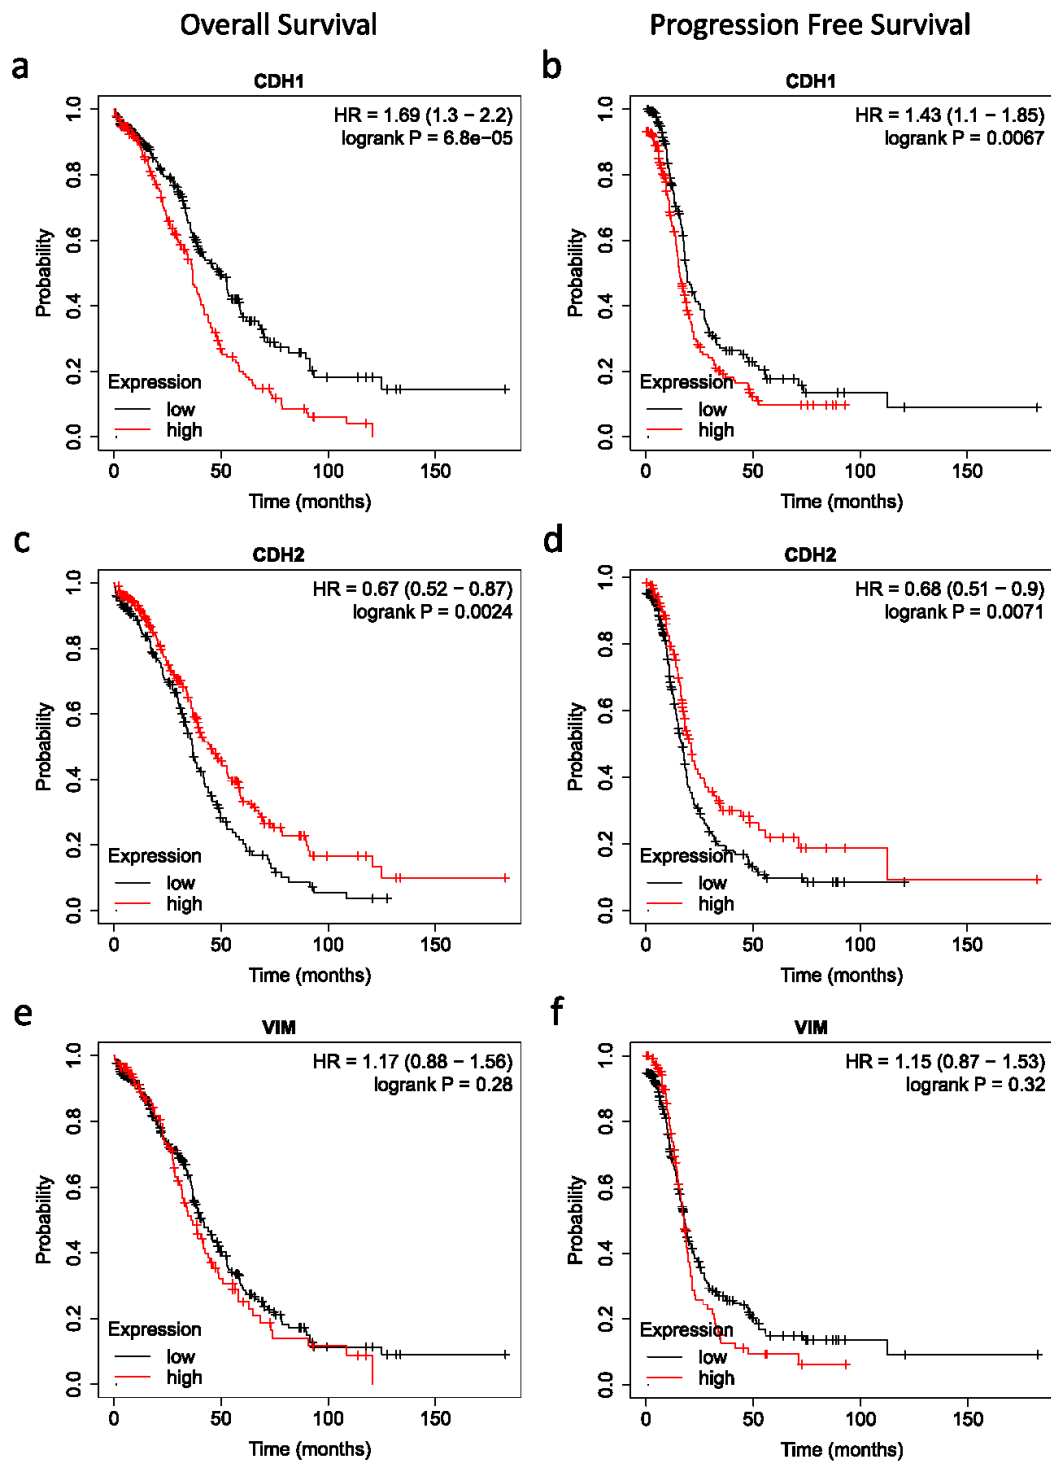 Overall Survival
Progression Free Survival
a
CDH1
HR = 1.69 (1.3 − 2.2)
logrank P = 6.8e−05
Probability
1.0
0.8
0.6
0.4
0.2
0.0
Expression
low
high
0 50 100 150
Time (months)
b
CDH1
HR = 1.43 (1.1 − 1.85)
logrank P = 0.0067
Probability
1.0
0.8
0.6
0.4
0.2
0.0
Expression
low
high
0 50 100 150
Time (months)
c
CDH2
HR = 0.67 (0.52 − 0.87)
logrank P = 0.0024
Probability
1.0
0.8
0.6
0.4
0.2
0.0
Expression
low
high
0 50 100 150
Time (months)
d
CDH2
HR = 0.68 (0.51 − 0.9)
logrank P = 0.0071
Probability
1.0
0.8
0.6
0.4
0.2
0.0
Expression
low
high
0 50 100 150
Time (months)
e
VIM
HR = 1.17 (0.88 − 1.56)
logrank P = 0.28
Probability
1.0
0.8
0.6
0.4
0.2
0.0
Expression
low
high
0 50 100 150
Time (months)
f
VIM
HR = 1.15 (0.87 − 1.53)
logrank P = 0.32
Probability
1.0
0.8
0.6
0.4
0.2
0.0
Expression
low
high
0 50 100 150
Time (months)